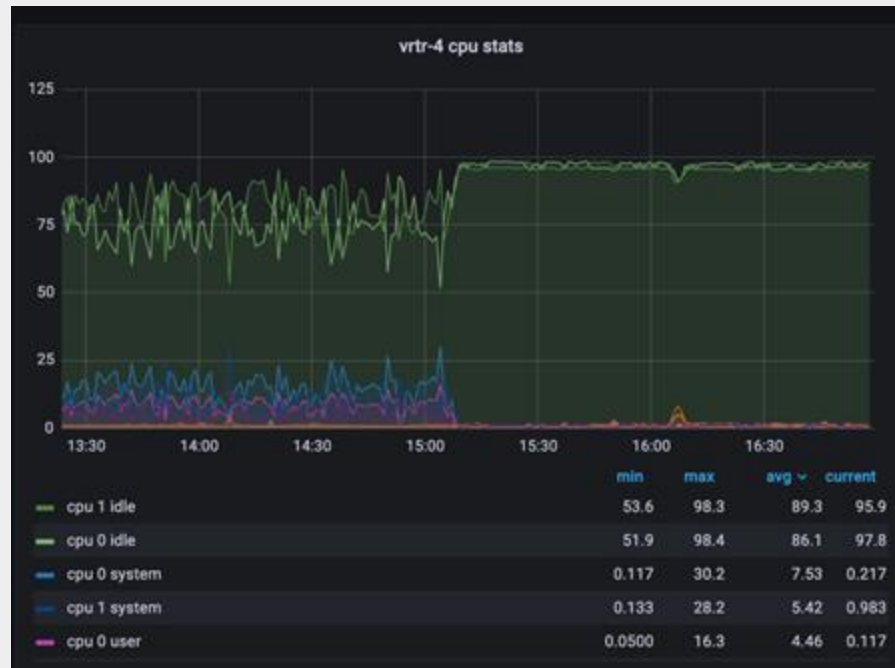 vrtr-4 cpu stats
125
100
75
50
25
0
13:30 14:00 14:30 15:00 15:30 16:00 16:30
min max avg current
cpu 1 idle 53.6 98.3 89.3 95.9
cpu 0 idle 51.9 98.4 86.1 97.8
cpu 0 system 0.117 30.2 7.53 0.217
cpu 1 system 0.133 28.2 5.42 0.983
cpu 0 user 0.0500 16.3 4.46 0.117